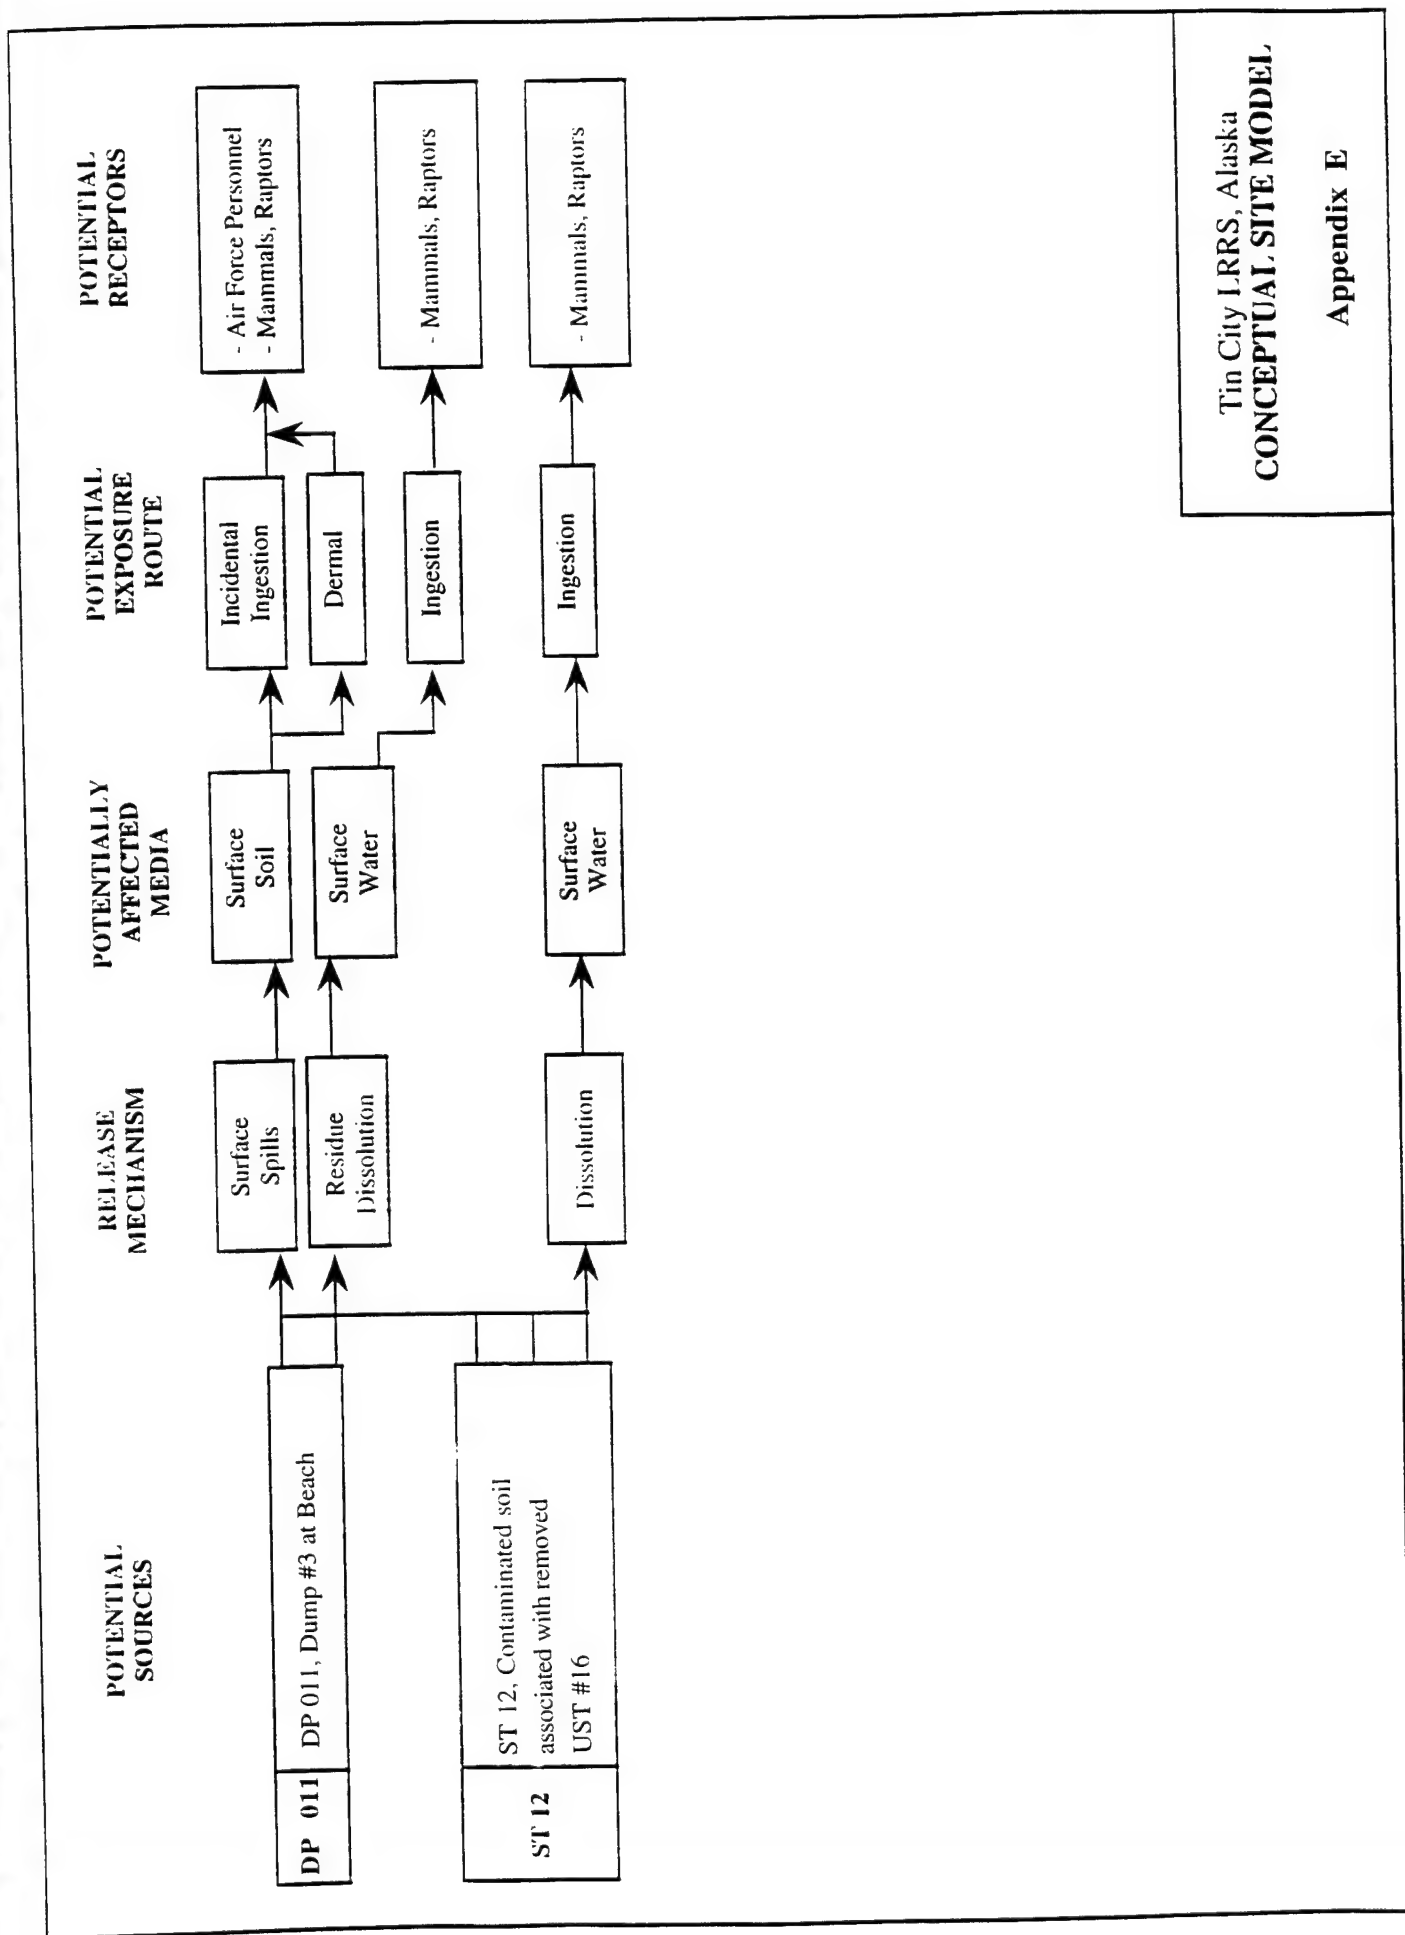 POTENTIAL
SOURCES
RELEASE
MECHANISM
POTENTIALLY
AFFECTED
MEDIA
POTENTIAL
EXPOSURE
ROUTE
POTENTIAL
RECEPTORS
DP 011
DP 011, Dump #3 at Beach
Surface
Spills
Surface
Soil
Incidental
Ingestion
- Air Force Personnel
- Mammals, Raptors
Residue
Dissolution
Surface
Water
Dermal
Ingestion
- Mammals, Raptors
ST 12
ST 12, Contaminated soil
associated with removed
UST #16
Dissolution
Surface
Water
Ingestion
- Mammals, Raptors
Tin City LRRS, Alaska
CONCEPTUAL SITE MODEL
Appendix E